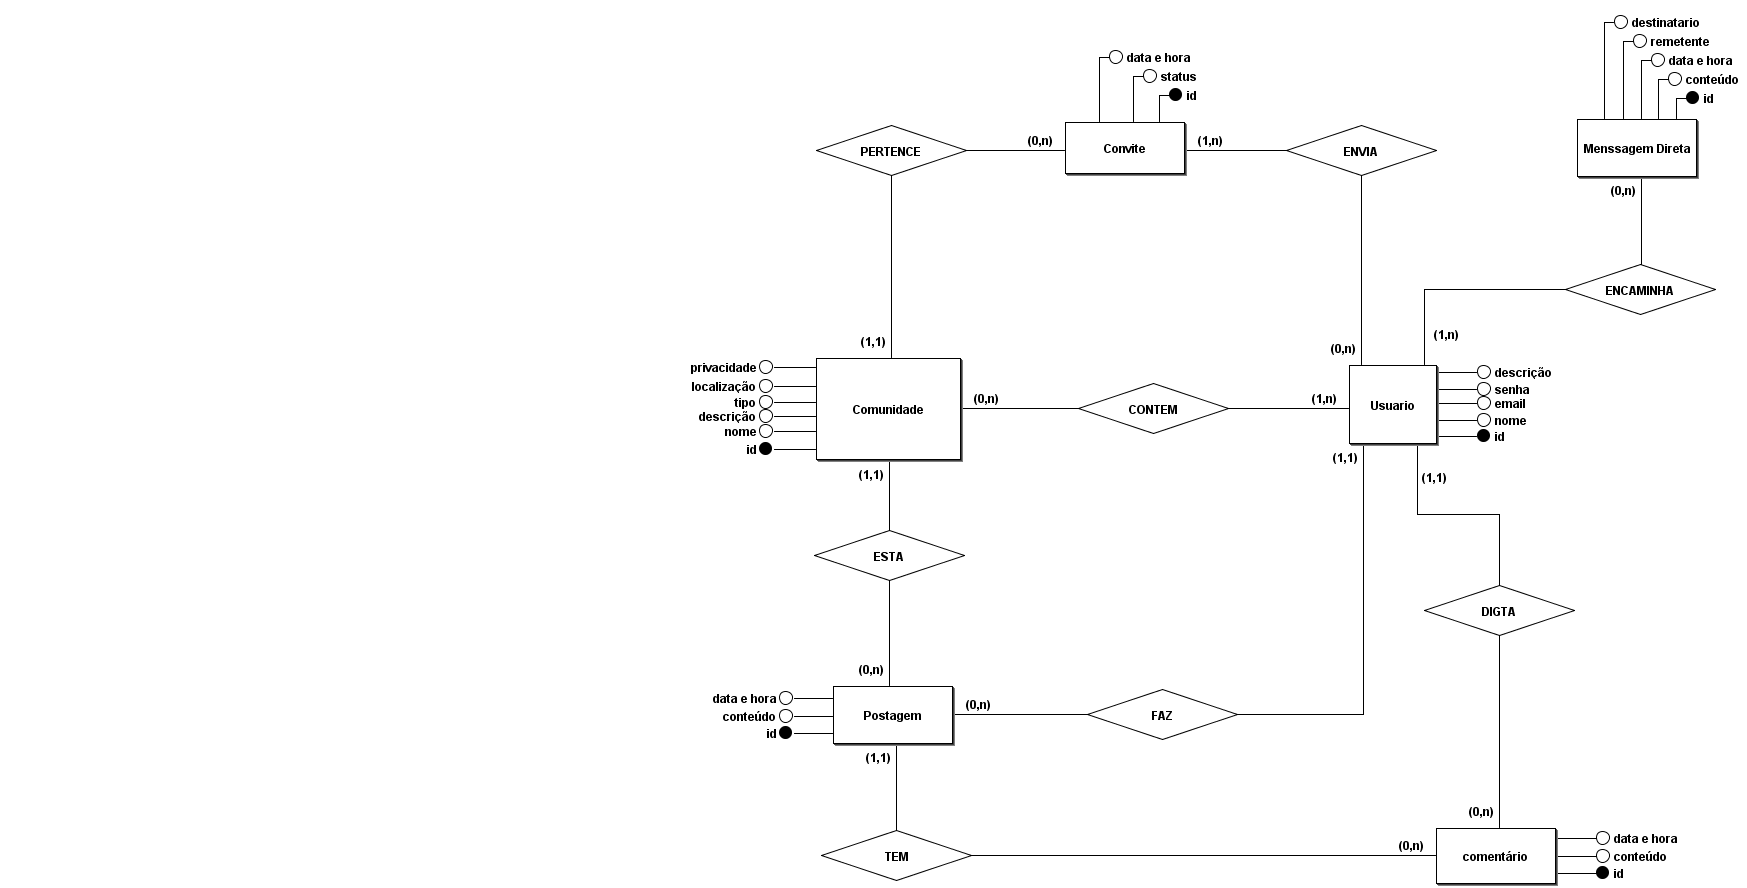 destinatario
remetente
data e hora
conteúdo
id
Menssagem Direta
(0,n)
data e hora
status
id
PERTENCE
(0,n)
Convite
(1,n)
ENVIA
ENCAMINHA
(1,1)
(0,n)
(1,n)
privacidade
localização
tipo
descrição
nome
id
Comunidade
(0,n)
CONTEM
(1,n)
Usuario
descrição
senha
email
nome
id
(1,1)
(1,1)
(1,1)
ESTA
DIGTA
(0,n)
data e hora
conteúdo
id
Postagem
(0,n)
FAZ
(1,1)
TEM
(0,n)
(0,n)
comentário
data e hora
conteúdo
id